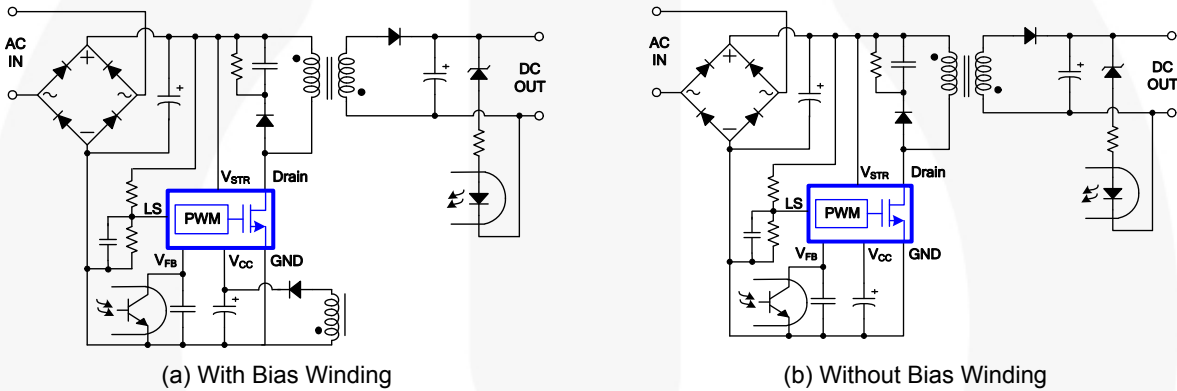 AC
IN
+
−
~
~
+
+
DC
OUT
VSTR
Drain
LS
PWM
VFB
VCC
GND
+
(a) With Bias Winding
AC
IN
+
−
~
~
+
+
DC
OUT
VSTR
Drain
LS
PWM
VFB
VCC
GND
+
(b) Without Bias Winding